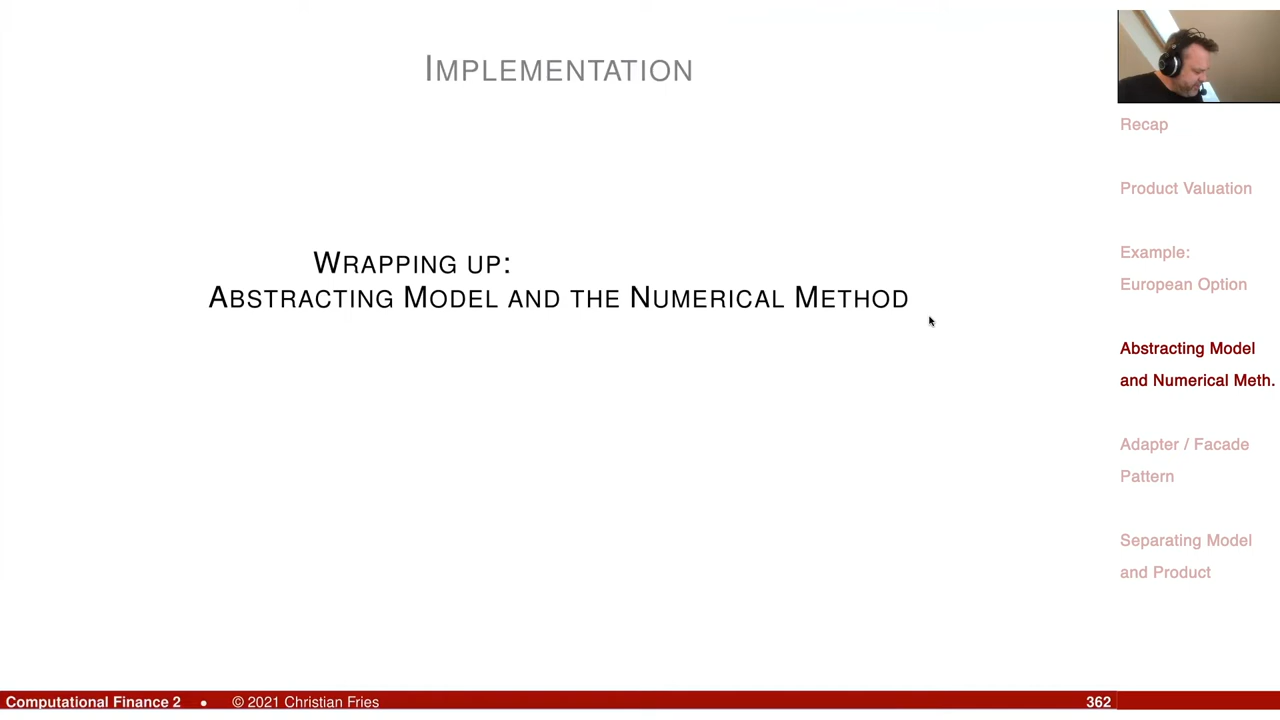 IMPLEMENTATION
WRAPPING UP:
ABSTRACTING MODEL AND THE NUMERICAL METHOD
Recap
Product Valuation
Example:
European Option
Abstracting Model
and Numerical Meth.
Adapter / Facade
Pattern
Separating Model
and Product
Computational Finance 2 • © 2021 Christian Fries 362